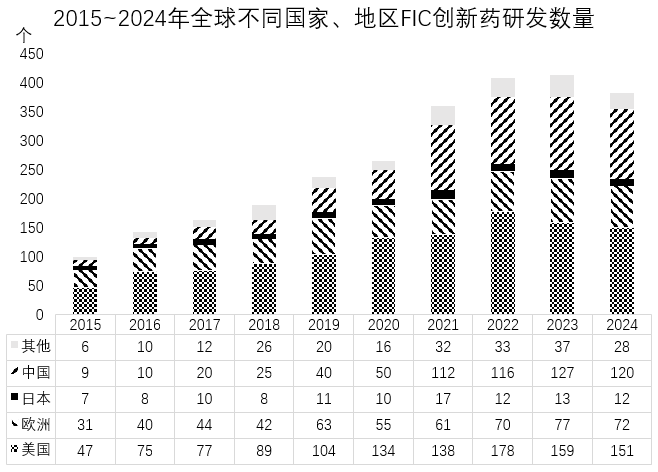 2015~2024年全球不同国家、地区FIC创新药研发数量
个
450
400
350
300
250
200
150
100
50
0
2015 2016 2017 2018 2019 2020 2021 2022 2023 2024
其他 6 10 12 26 20 16 32 33 37 28
中国 9 10 20 25 40 50 112 116 127 120
日本 7 8 10 8 11 10 17 12 13 12
欧洲 31 40 44 42 63 55 61 70 77 72
美国 47 75 77 89 104 134 138 178 159 151